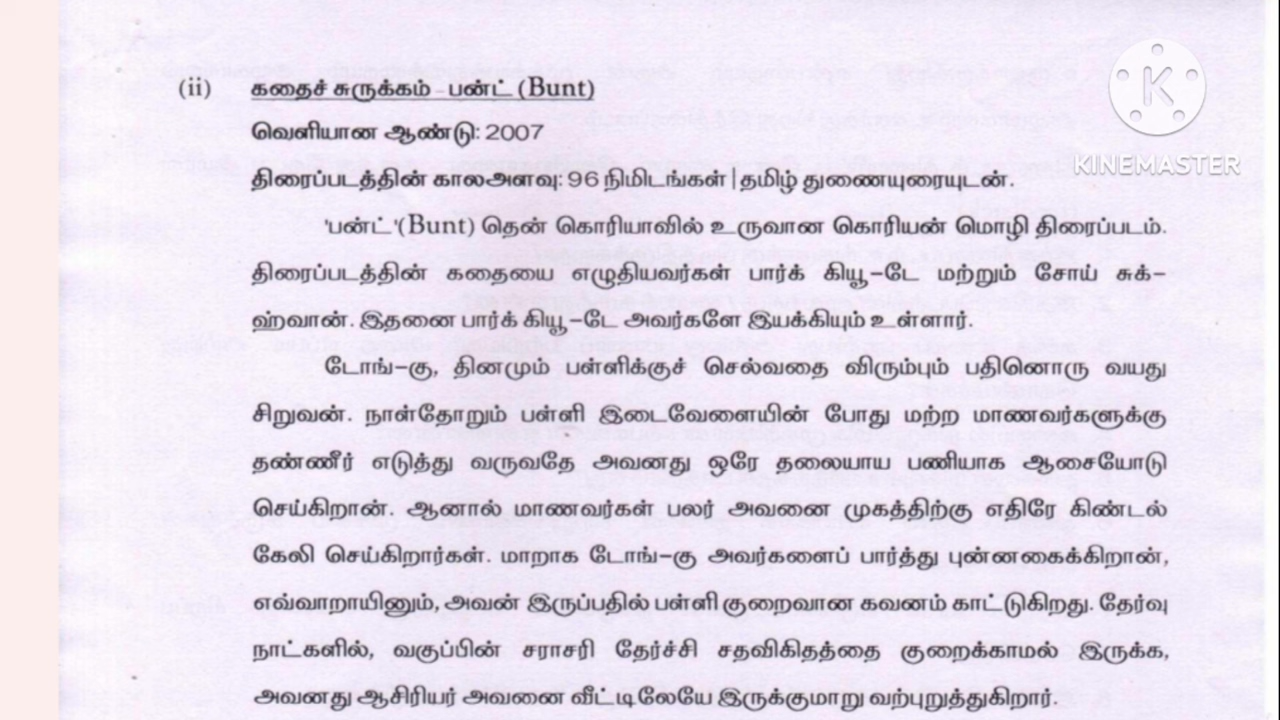 (ii) கதைச் சுருக்கம் - பன்ட் (Bunt)
KINEMASTER
வெளியான ஆண்டு: 2007
திரைப்படத்தின் காலஅளவு: 96 நிமிடங்கள் | தமிழ் துணையுரையுடன்.
'பன்ட்'(Bunt) தென் கொரியாவில் உருவான கொரியன் மொழி திரைப்படம்.
திரைப்படத்தின் கதையை எழுதியவர்கள் பார்க் கியூ-டே மற்றும் சோய் சுக்-
ஹ்வான். இதனை பார்க் கியூ-டே அவர்களே இயக்கியும் உள்ளார்.
டோங்-கு, தினமும் பள்ளிக்குச் செல்வதை விரும்பும் பதினொரு வயது
சிறுவன். நாள்தோறும் பள்ளி இடைவேளையின் போது மற்ற மாணவர்களுக்கு
தண்ணீர் எடுத்து வருவதே அவனது ஒரே தலையாய பணியாக ஆசையோடு
செய்கிறான். ஆனால் மாணவர்கள் பலர் அவனை முகத்திற்கு எதிரே கிண்டல்
கேலி செய்கிறார்கள். மாறாக டோங்-கு அவர்களைப் பார்த்து புன்னகைக்கிறான்,
எவ்வாறாயினும், அவன் இருப்பதில் பள்ளி குறைவான கவனம் காட்டுகிறது. தேர்வு
நாட்களில், வகுப்பின் சராசரி தேர்ச்சி சதவிகிதத்தை குறைக்காமல் இருக்க,
அவனது ஆசிரியர் அவனை வீட்டிலேயே இருக்குமாறு வற்புறுத்துகிறார்.